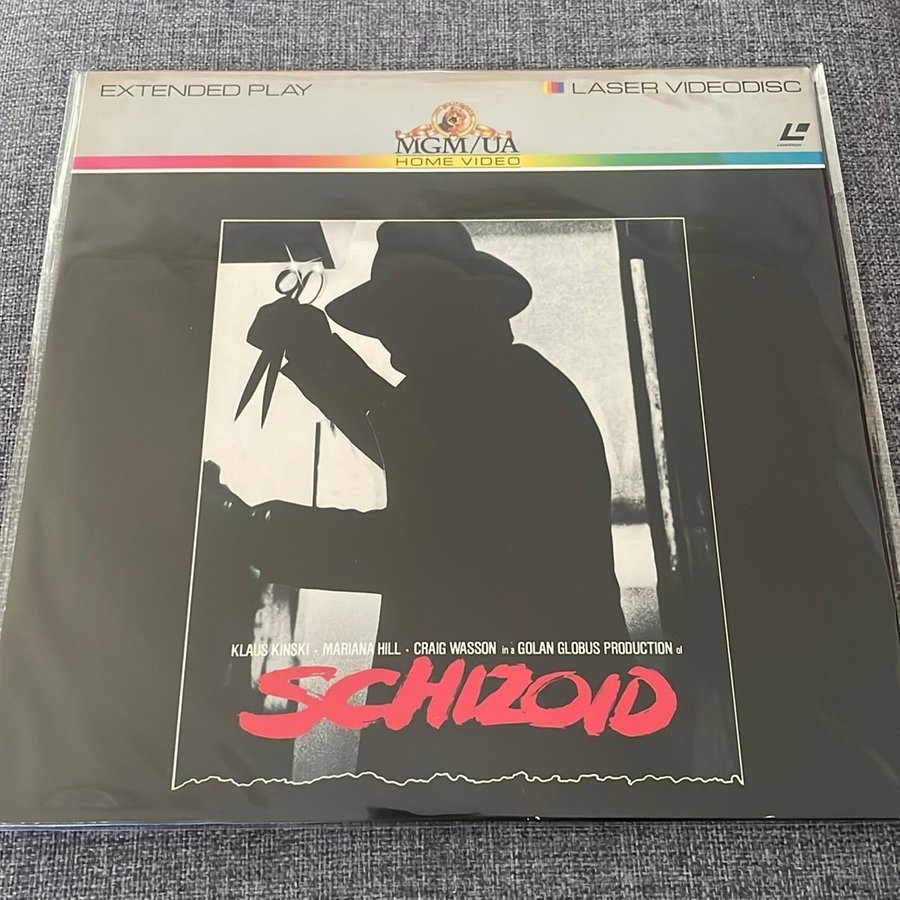 EXTENDED PLAY
LASER VIDEODISC
MGM/UA
HOME VIDEO
KLAUS KINSKI • MARIANA HILL • CRAIG WASSON in a GOLAN GLOBUS PRODUCTION of
SCHIZOID